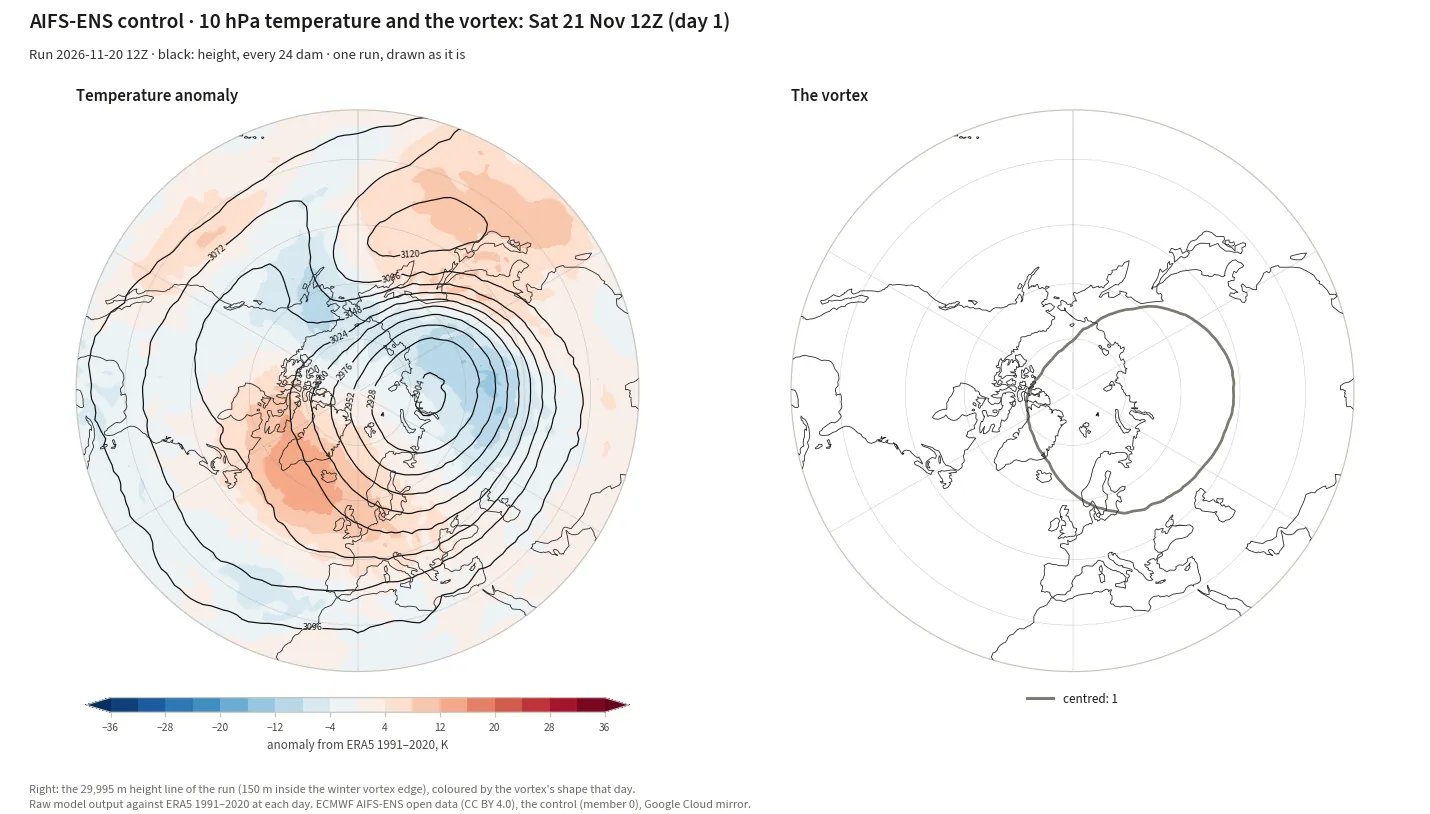 AIFS-ENS control · 10 hPa temperature and the vortex: Sat 21 Nov 12Z (day 1)
Run 2026-11-20 12Z · black: height, every 24 dam · one run, drawn as it is
Temperature anomaly
The vortex
3072
3120
3096
3048
3024
2976
2952
2928
2904
3096
−36 −28 −20 −12 −4 4 12 20 28 36
anomaly from ERA5 1991–2020, K
centred: 1
Right: the 29,995 m height line of the run (150 m inside the winter vortex edge), coloured by the vortex's shape that day.
Raw model output against ERA5 1991–2020 at each day. ECMWF AIFS-ENS open data (CC BY 4.0), the control (member 0), Google Cloud mirror.